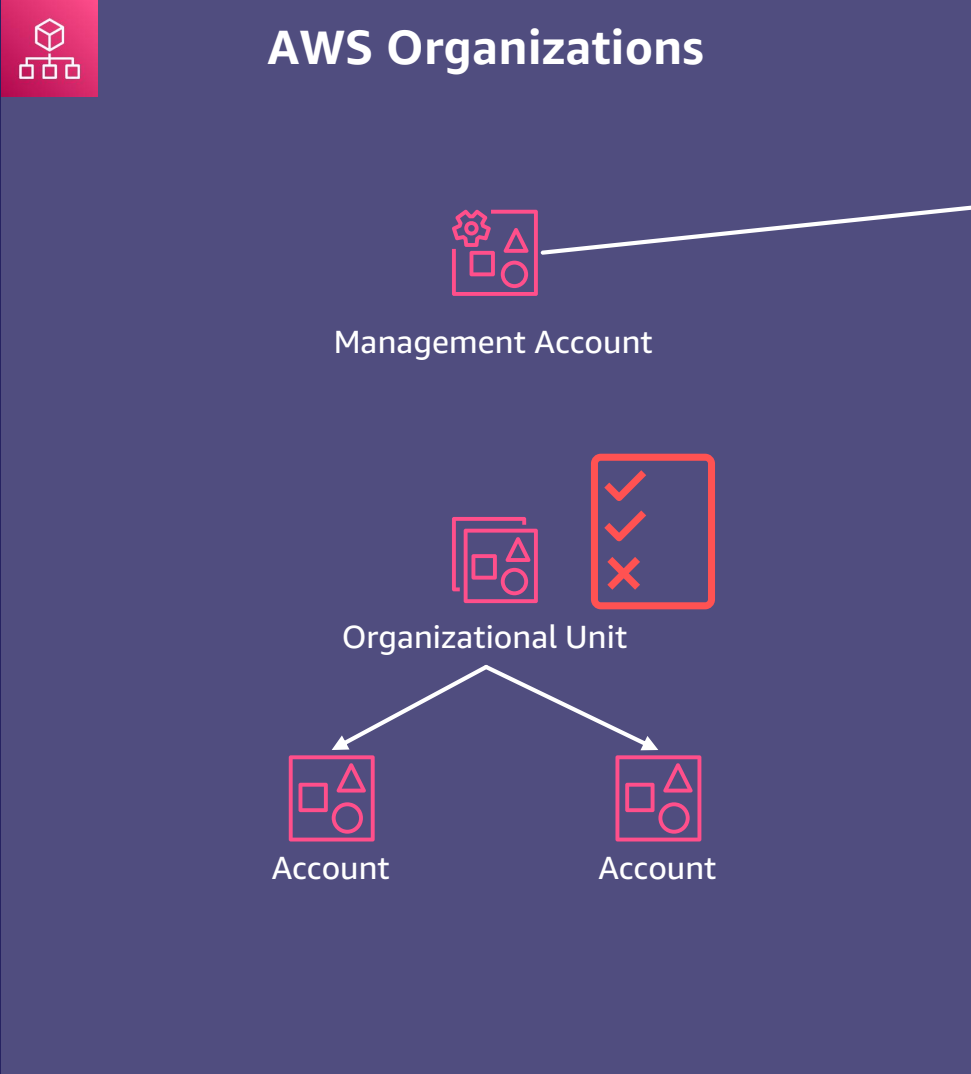 AWS Organizations
Management Account
Organizational Unit
Account
Account